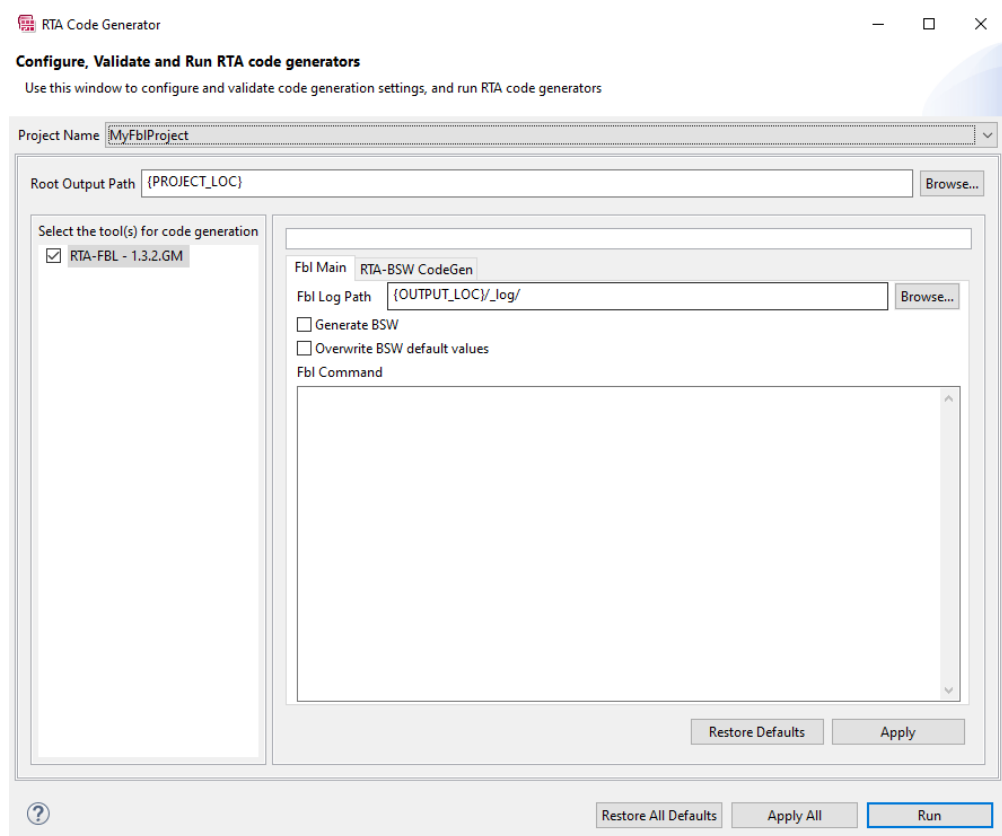 RTA Code Generator
Configure, Validate and Run RTA code generators
Use this window to configure and validate code generation settings, and run RTA code generators
Project Name MyFblProject
Root Output Path {PROJECT_LOC} Browse...
Select the tool(s) for code generation
RTA-FBL - 1.3.2.GM
Fbl Main RTA-BSW CodeGen
Fbl Log Path {OUTPUT_LOC}/_log/ Browse...
Generate BSW
Overwrite BSW default values
Fbl Command
Restore Defaults Apply
? Restore All Defaults Apply All Run